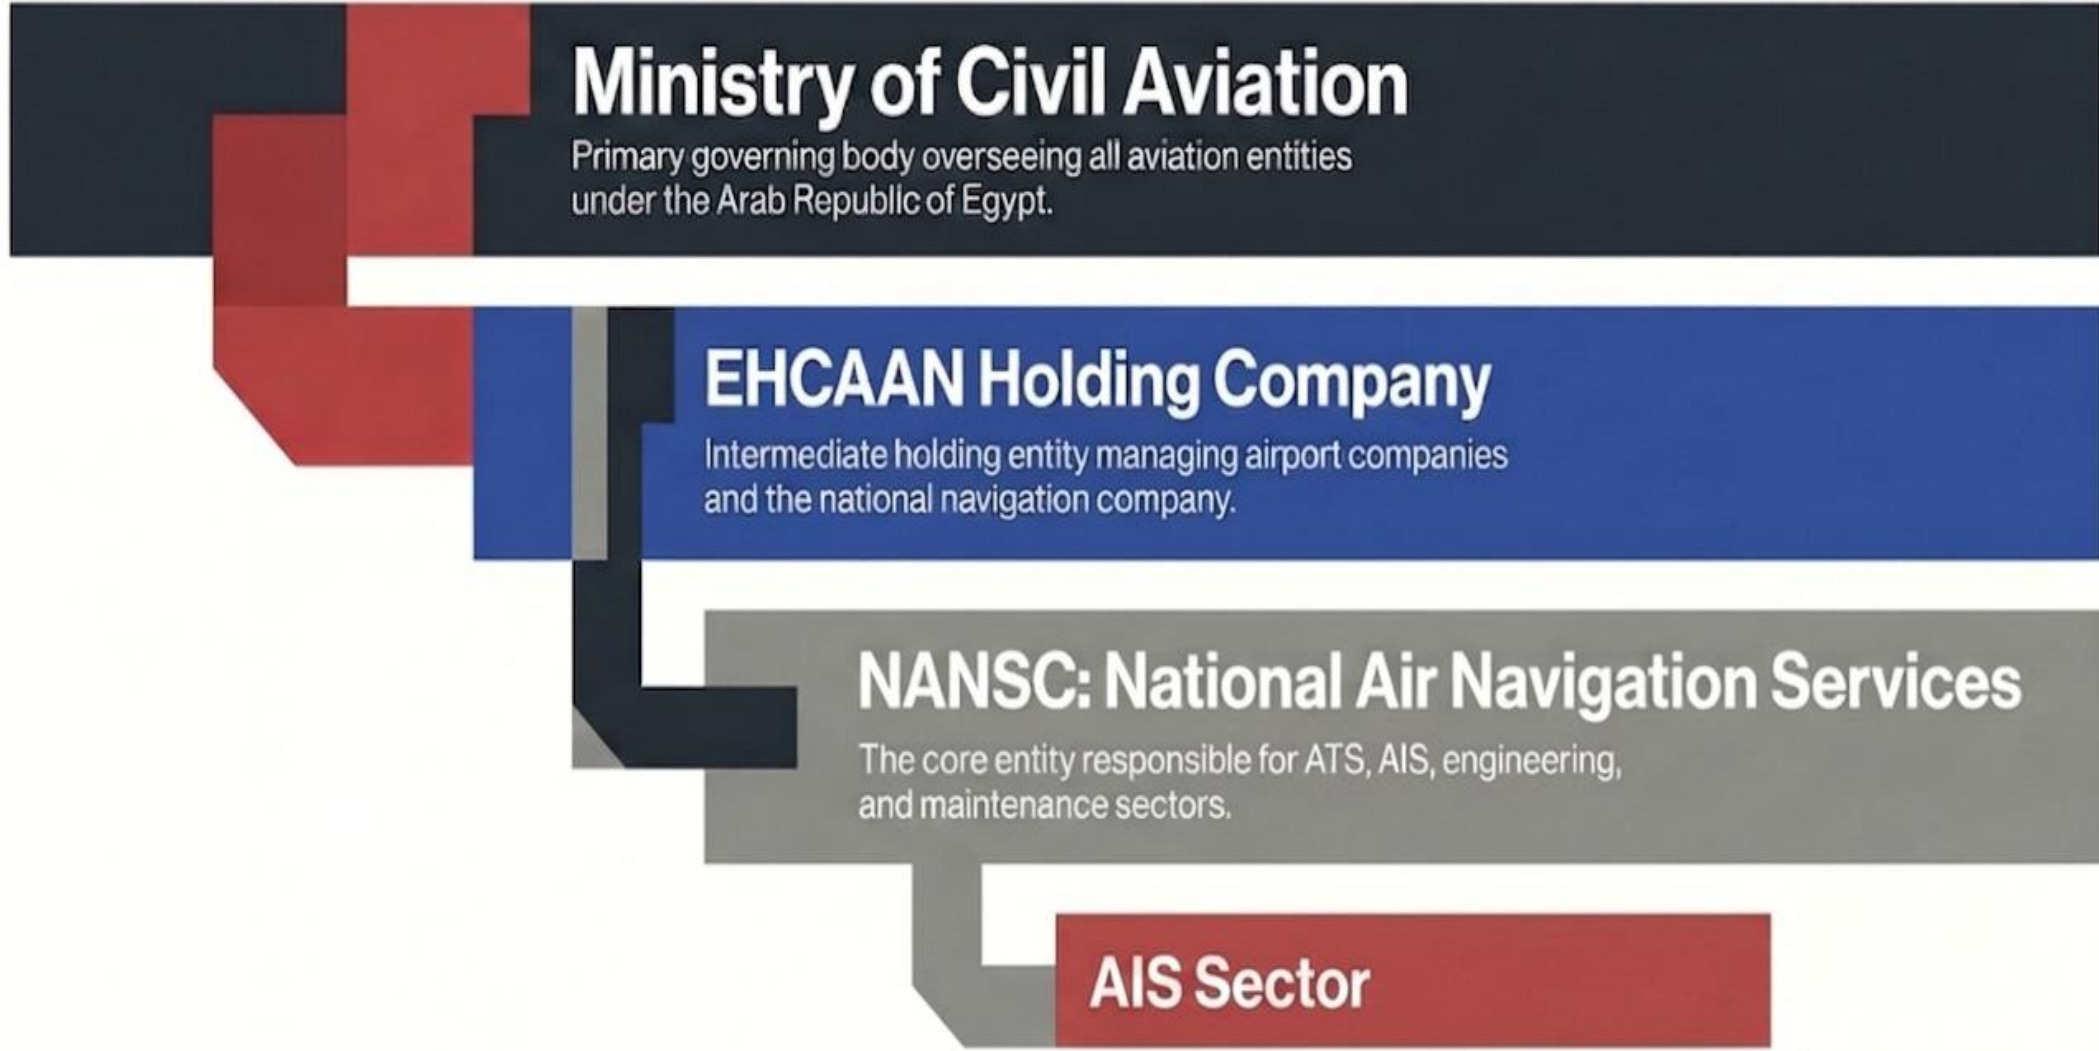 Ministry of Civil Aviation
Primary governing body overseeing all aviation entities
under the Arab Republic of Egypt.
EHCAAN Holding Company
Intermediate holding entity managing airport companies
and the national navigation company.
NANSC: National Air Navigation Services
The core entity responsible for ATS, AIS, engineering,
and maintenance sectors.
AIS Sector